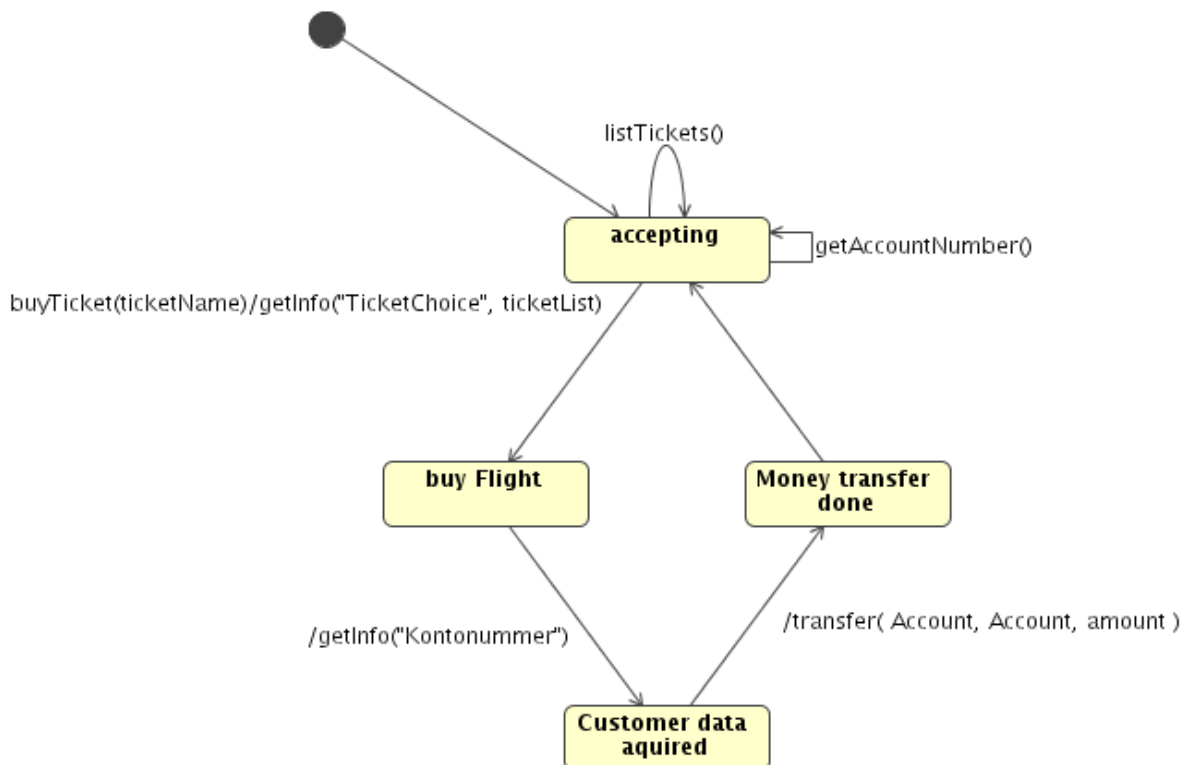 listTickets()
accepting
getAccountNumber()
buyTicket(ticketName)/getInfo("TicketChoice", ticketList)
buy Flight
Money transfer
done
/getInfo("Kontonummer")
/transfer( Account, Account, amount )
Customer data
aquired